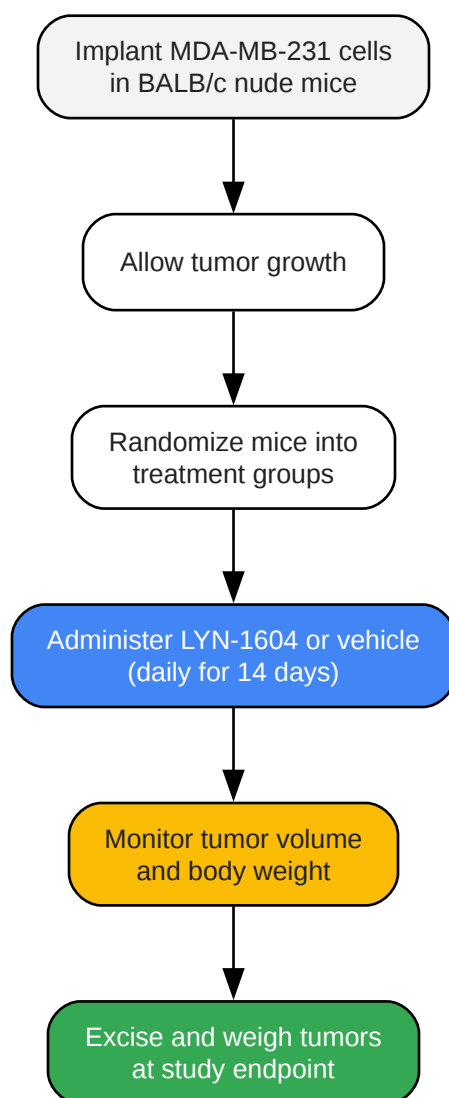 Implant MDA-MB-231 cells
in BALB/c nude mice
Allow tumor growth
Randomize mice into
treatment groups
Administer LYN-1604 or vehicle
(daily for 14 days)
Monitor tumor volume
and body weight
Excise and weigh tumors
at study endpoint